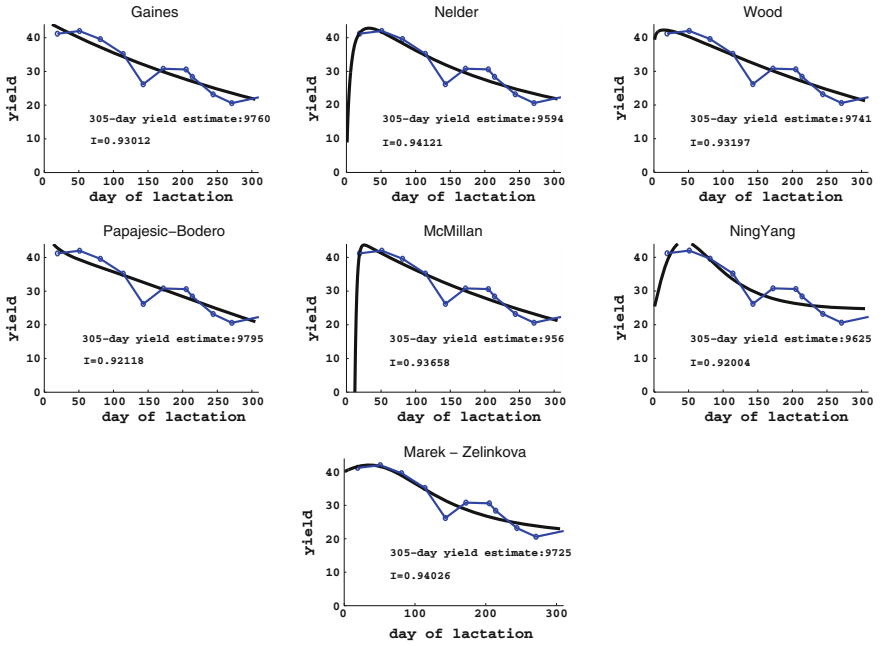 Gaines
40
30
20
10
0
yield
305-day yield estimate:9760
I=0.93012
0 50 100 150 200 250 300
day of lactation
Nelder
40
30
20
10
0
yield
305-day yield estimate:9594
I=0.94121
0 50 100 150 200 250 300
day of lactation
Wood
40
30
20
10
0
yield
305-day yield estimate:9741
I=0.93197
0 50 100 150 200 250 300
day of lactation
Papajesic-Bodero
40
30
20
10
0
yield
305-day yield estimate:9795
I=0.92118
0 50 100 150 200 250 300
day of lactation
McMillan
40
30
20
10
0
yield
305-day yield estimate:956
I=0.93658
0 50 100 150 200 250 300
day of lactation
NingYang
40
30
20
10
0
yield
305-day yield estimate:9625
I=0.92004
0 50 100 150 200 250 300
day of lactation
Marek - Zelinkova
40
30
20
10
0
yield
305-day yield estimate:9725
I=0.94026
0 100 200 300
day of lactation